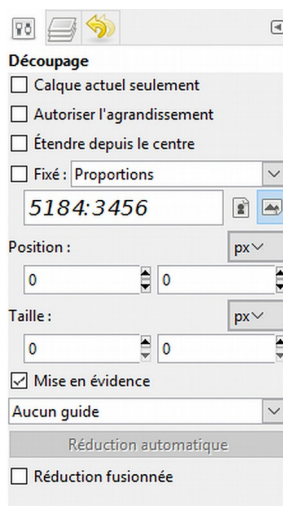 Découpage
Calque actuel seulement
Autoriser l'agrandissement
Étendre depuis le centre
Fixé : Proportions
5184:3456
Position : px
0 0
Taille : px
0 0
Mise en évidence
Aucun guide
Réduction automatique
Réduction fusionnée